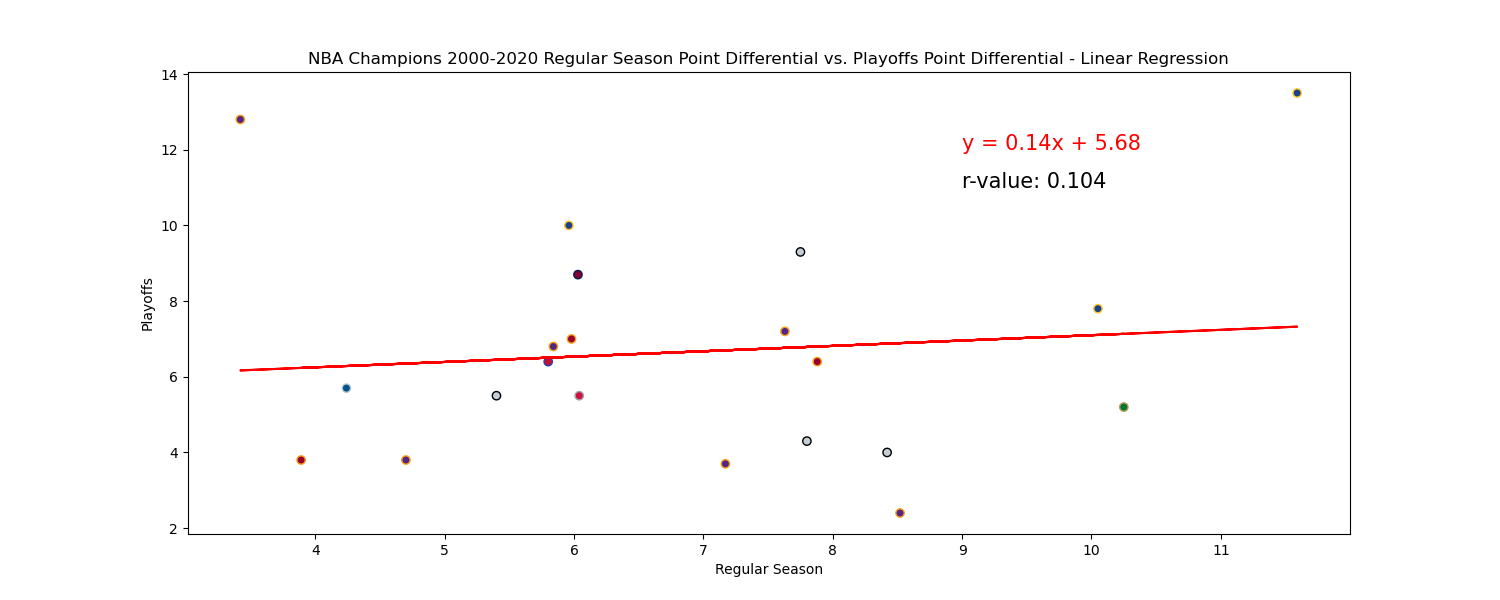 NBA Champions 2000-2020 Regular Season Point Differential vs. Playoffs Point Differential - Linear Regression
14
12
10
8
6
4
2
Playoffs
y = 0.14x + 5.68
r-value: 0.104
4 5 6 7 8 9 10 11
Regular Season